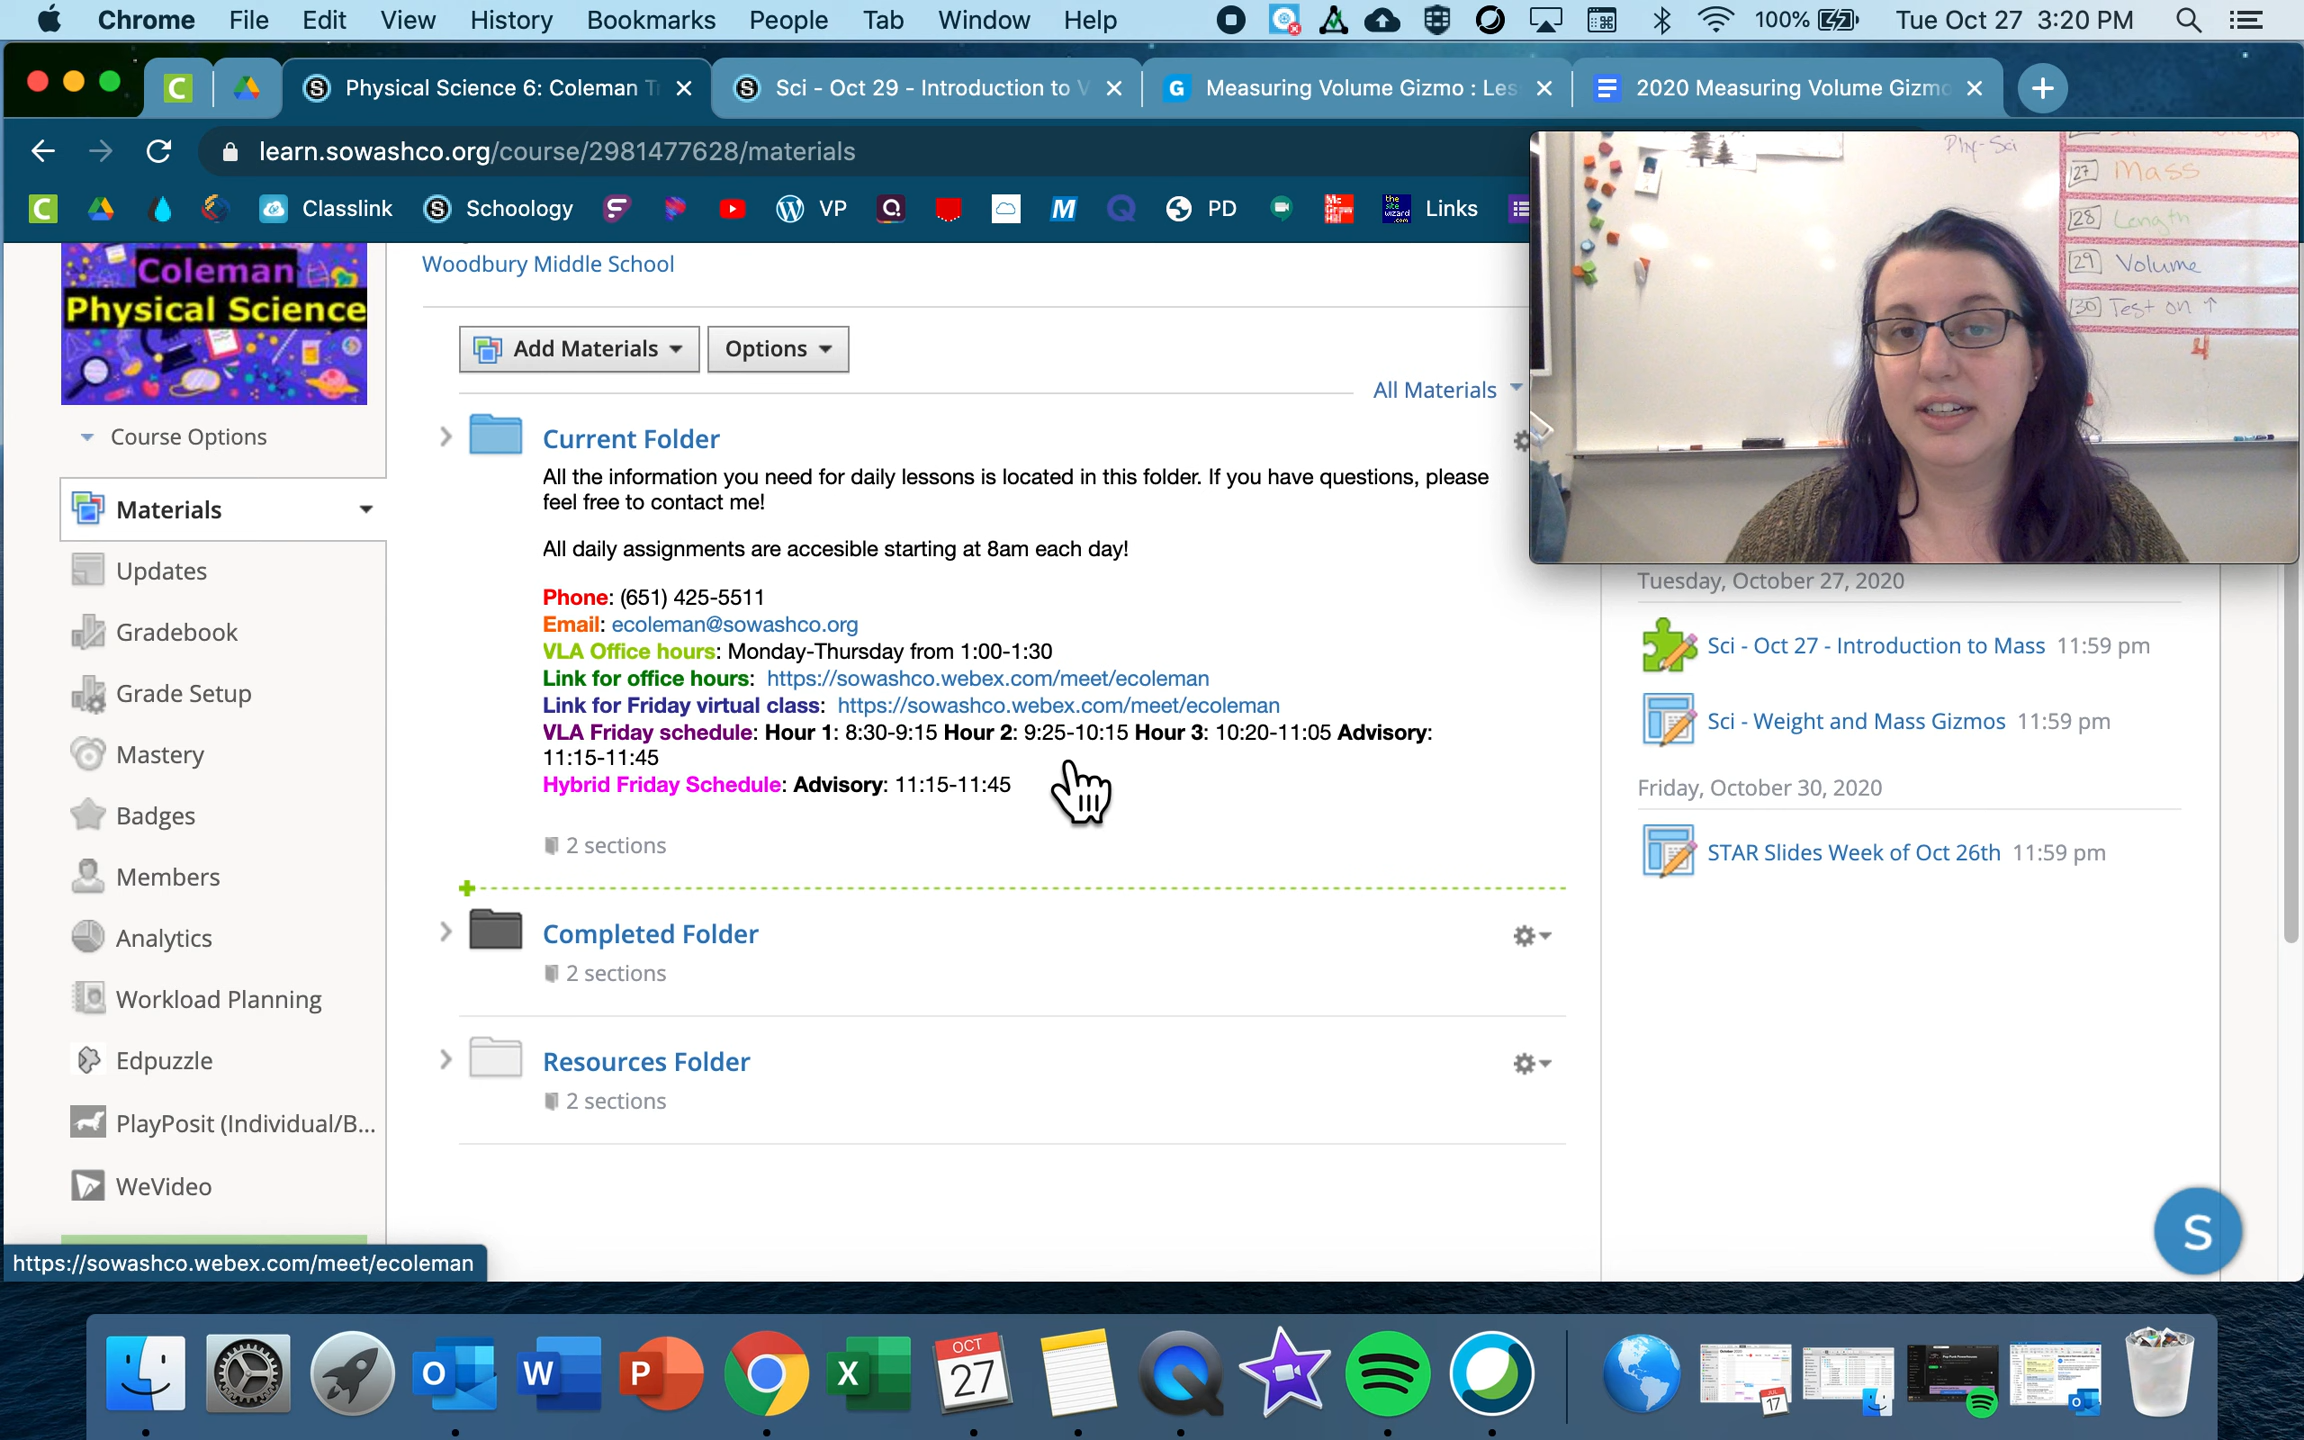 Chrome File Edit View History Bookmarks People Tab Window Help 100% Tue Oct 27 3:20 PM
Physical Science 6: Coleman Sci - Oct 29 - Introduction to Measuring Volume Gizmo : Les 2020 Measuring Volume Gizmo
learn.sowashco.org/course/2981477628/materials
Classlink Schoology VP PD Links
Coleman
Physical Science
Course Options
Materials
Updates
Gradebook
Grade Setup
Mastery
Badges
Members
Analytics
Workload Planning
Edpuzzle
PlayPosit (Individual/B...
WeVideo
https://sowashco.webex.com/meet/ecoleman
Woodbury Middle School
Add Materials Options
All Materials
Current Folder
All the information you need for daily lessons is located in this folder. If you have questions, please
feel free to contact me!
All daily assignments are accesible starting at 8am each day!
Phone: (651) 425-5511
Email: ecoleman@sowashco.org
VLA Office hours: Monday-Thursday from 1:00-1:30
Link for office hours: https://sowashco.webex.com/meet/ecoleman
Link for Friday virtual class: https://sowashco.webex.com/meet/ecoleman
VLA Friday schedule: Hour 1: 8:30-9:15 Hour 2: 9:25-10:15 Hour 3: 10:20-11:05 Advisory:
11:15-11:45
Hybrid Friday Schedule: Advisory: 11:15-11:45
2 sections
Completed Folder
2 sections
Resources Folder
2 sections
Phy-Sci
27 Mass
28 Length
29 Volume
30 Test on ↑
4
Tuesday, October 27, 2020
Sci - Oct 27 - Introduction to Mass 11:59 pm
Sci - Weight and Mass Gizmos 11:59 pm
Friday, October 30, 2020
STAR Slides Week of Oct 26th 11:59 pm
S
OCT
27
JUL
17